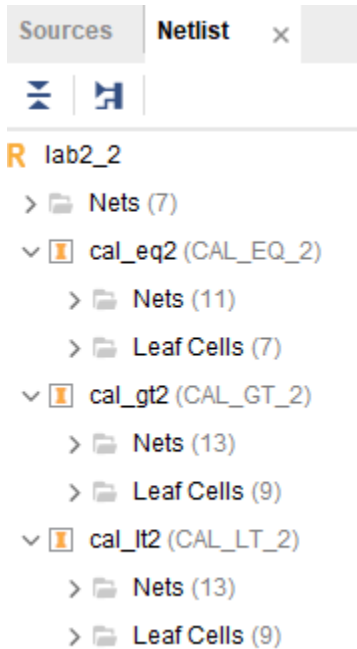 Sources Netlist
R lab2_2
Nets (7)
I cal_eq2 (CAL_EQ_2)
Nets (11)
Leaf Cells (7)
I cal_gt2 (CAL_GT_2)
Nets (13)
Leaf Cells (9)
I cal_lt2 (CAL_LT_2)
Nets (13)
Leaf Cells (9)